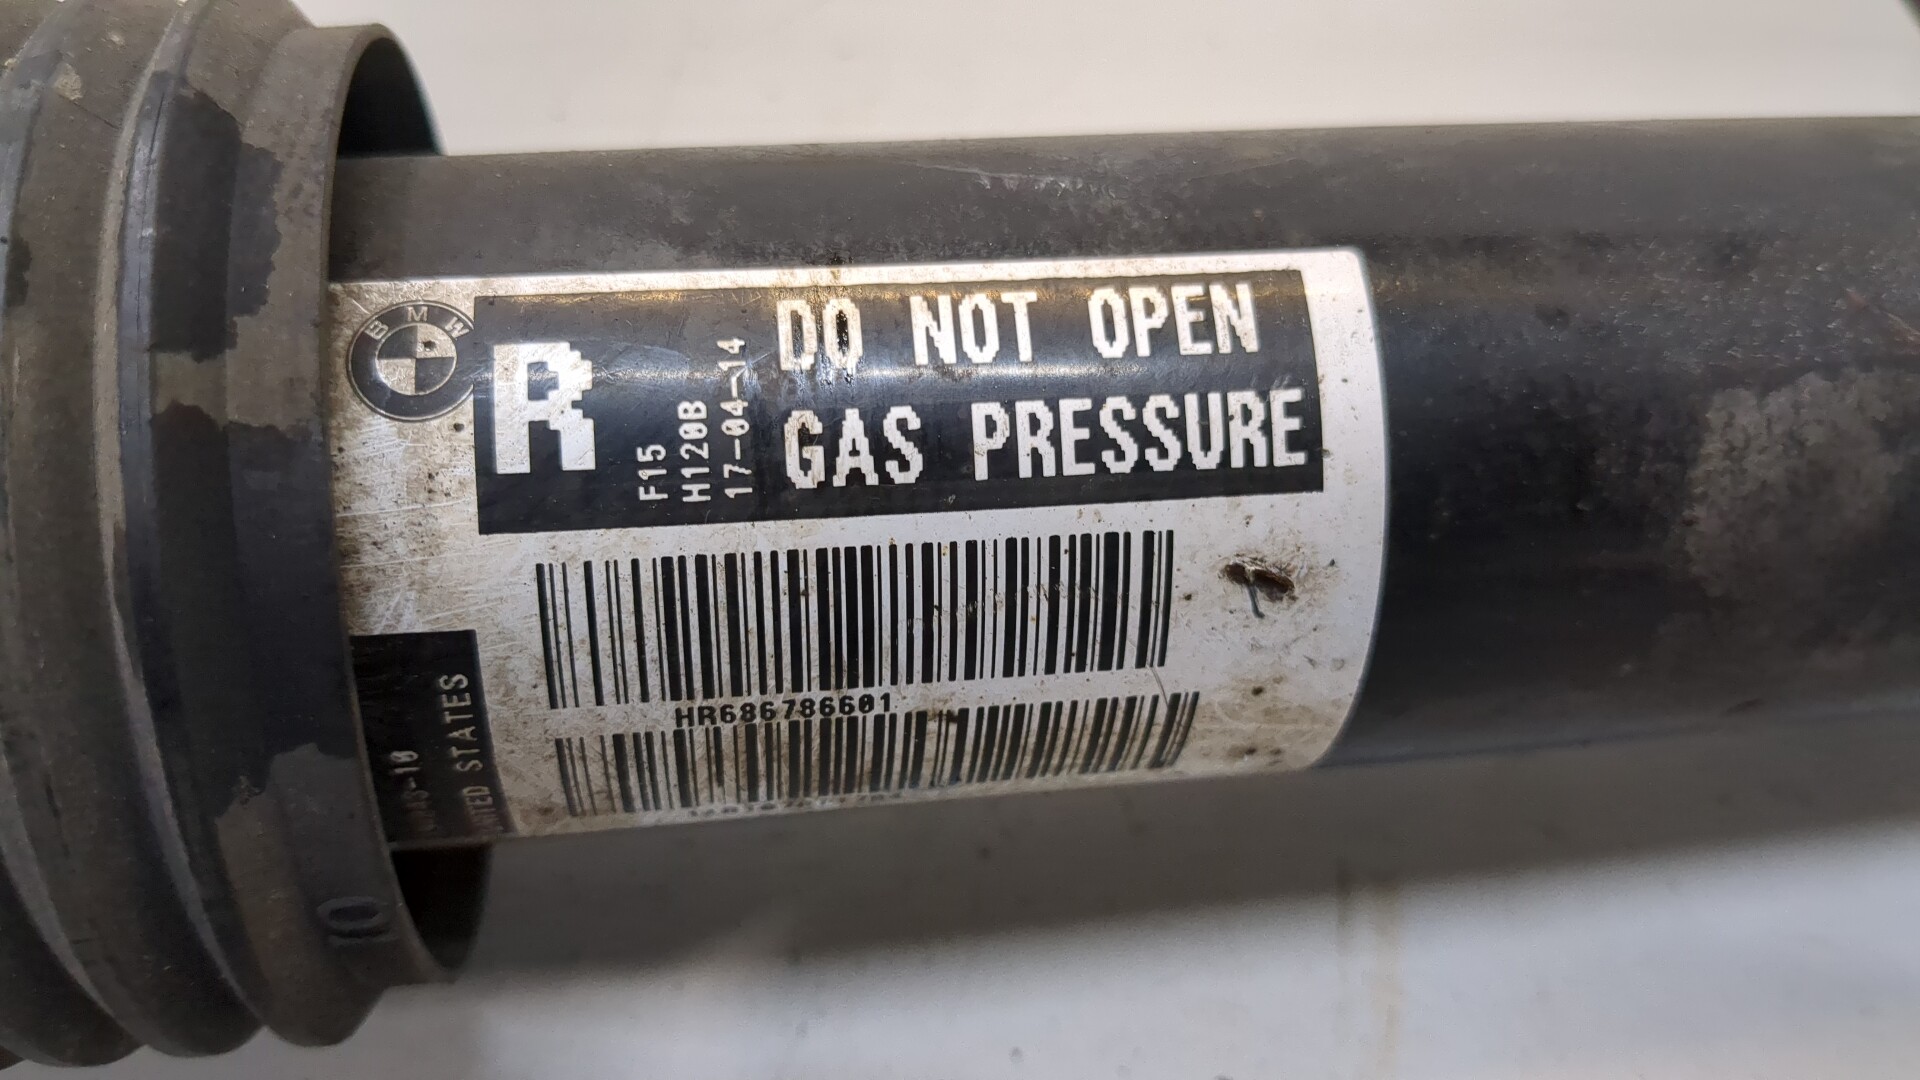 BMW
R
F15
H120B
17-04-14
DO NOT OPEN
GAS PRESSURE
HR686786601
STATES
10